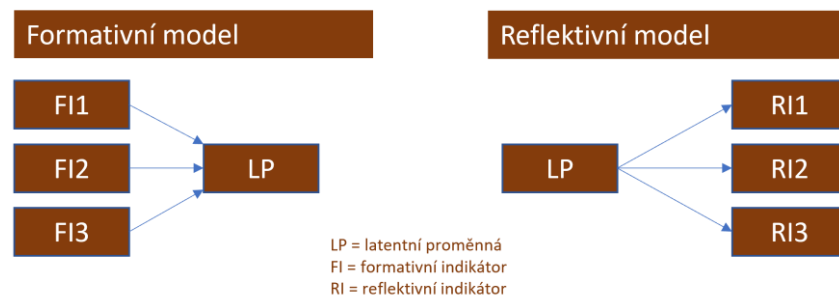 Formativní model
FI1
FI2
FI3
LP
Reflektivní model
LP
RI1
RI2
RI3
LP = latentní proměnná
FI = formativní indikátor
RI = reflektivní indikátor